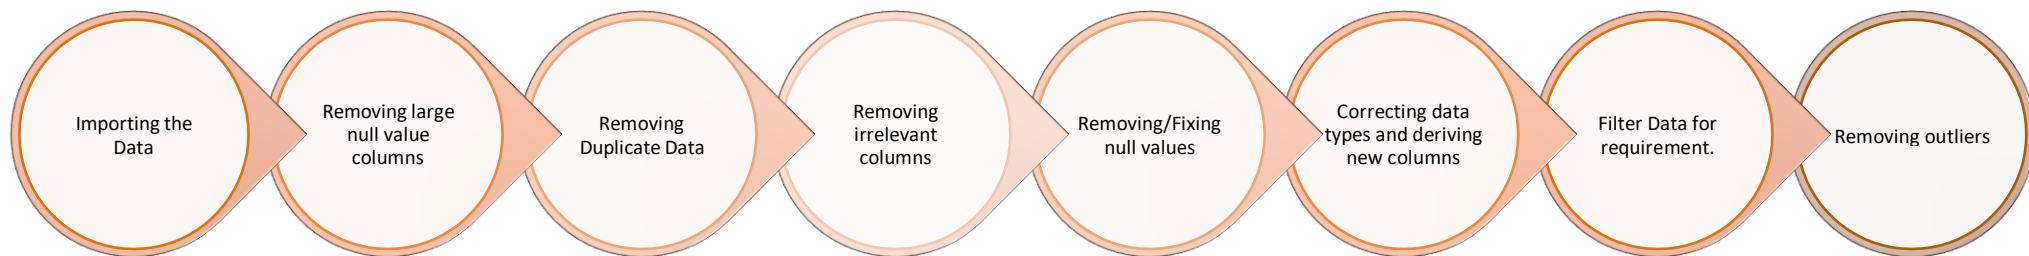 Importing the
Data
Removing large
null value
columns
Removing
Duplicate Data
Removing
irrelevant
columns
Removing/Fixing
null values
Correcting data
types and deriving
new columns
Filter Data for
requirement.
Removing outliers